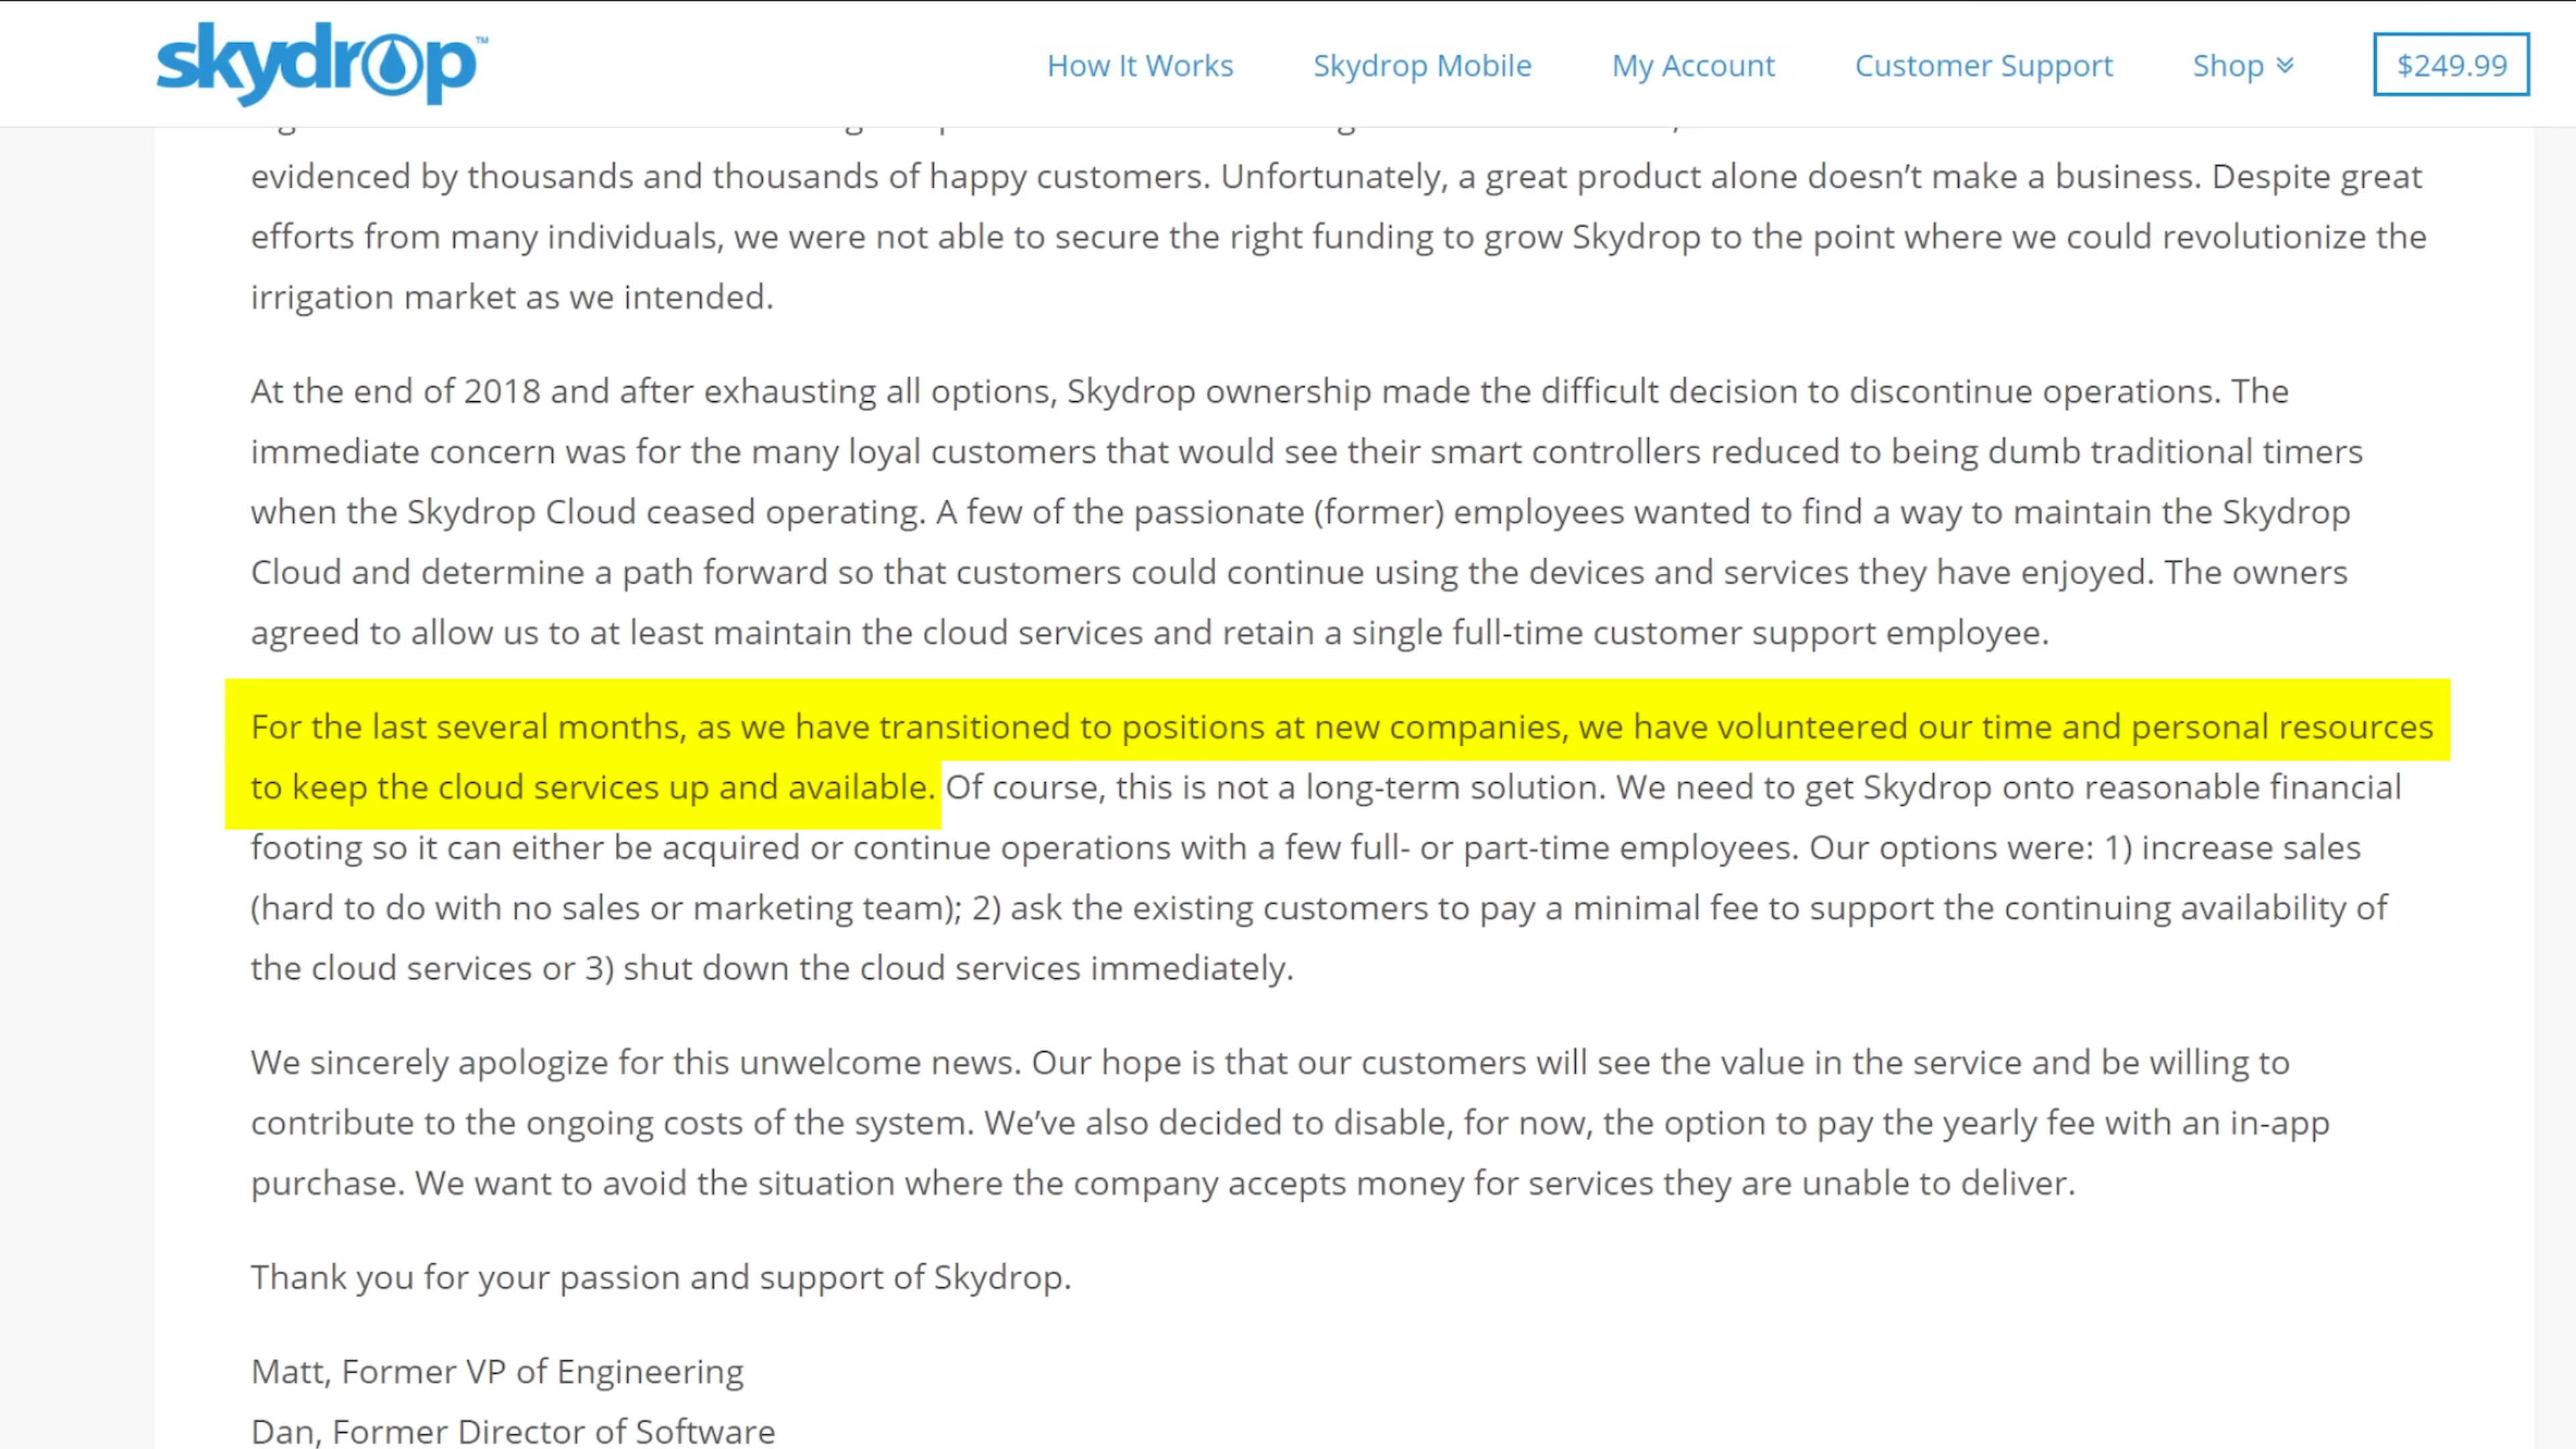 skydrop™
How It Works
Skydrop Mobile
My Account
Customer Support
Shop
$249.99
evidenced by thousands and thousands of happy customers. Unfortunately, a great product alone doesn’t make a business. Despite great
efforts from many individuals, we were not able to secure the right funding to grow Skydrop to the point where we could revolutionize the
irrigation market as we intended.
At the end of 2018 and after exhausting all options, Skydrop ownership made the difficult decision to discontinue operations. The
immediate concern was for the many loyal customers that would see their smart controllers reduced to being dumb traditional timers
when the Skydrop Cloud ceased operating. A few of the passionate (former) employees wanted to find a way to maintain the Skydrop
Cloud and determine a path forward so that customers could continue using the devices and services they have enjoyed. The owners
agreed to allow us to at least maintain the cloud services and retain a single full-time customer support employee.
For the last several months, as we have transitioned to positions at new companies, we have volunteered our time and personal resources
to keep the cloud services up and available. Of course, this is not a long-term solution. We need to get Skydrop onto reasonable financial
footing so it can either be acquired or continue operations with a few full- or part-time employees. Our options were: 1) increase sales
(hard to do with no sales or marketing team); 2) ask the existing customers to pay a minimal fee to support the continuing availability of
the cloud services or 3) shut down the cloud services immediately.
We sincerely apologize for this unwelcome news. Our hope is that our customers will see the value in the service and be willing to
contribute to the ongoing costs of the system. We’ve also decided to disable, for now, the option to pay the yearly fee with an in-app
purchase. We want to avoid the situation where the company accepts money for services they are unable to deliver.
Thank you for your passion and support of Skydrop.
Matt, Former VP of Engineering
Dan, Former Director of Software